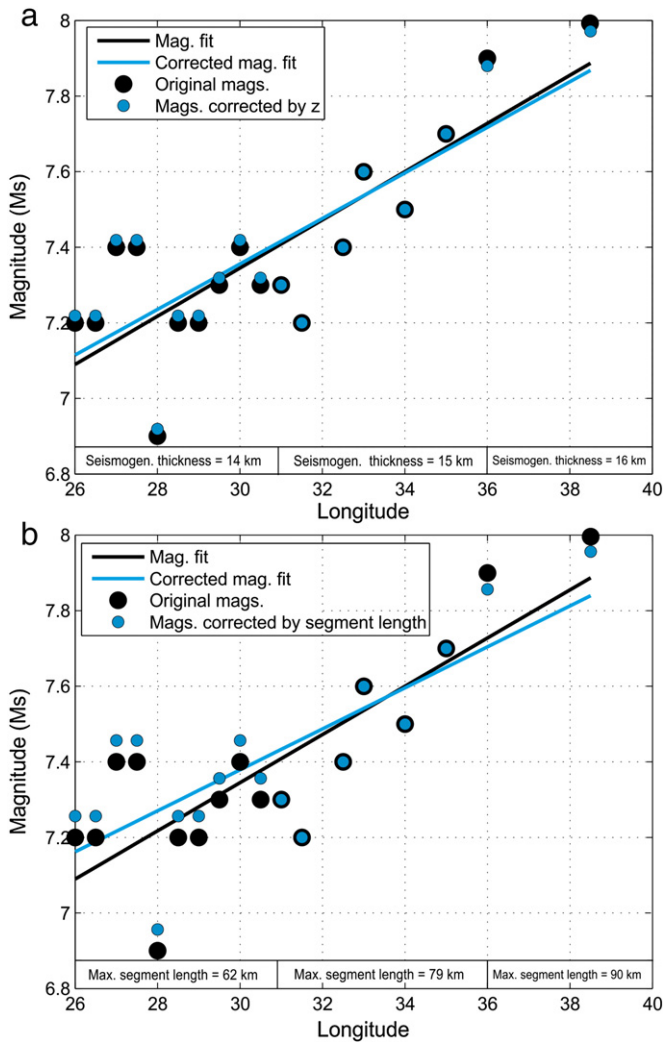 a
8
7.8
7.6
7.4
7.2
7
6.8
Magnitude (Ms)
Mag. fit
Corrected mag. fit
Original mags.
Mags. corrected by z
Seismogen. thickness = 14 km
Seismogen. thickness = 15 km
Seismogen. thickness = 16 km
26 28 30 32 34 36 38 40
Longitude
b
8
7.8
7.6
7.4
7.2
7
6.8
Magnitude (Ms)
Mag. fit
Corrected mag. fit
Original mags.
Mags. corrected by segment length
Max. segment length = 62 km
Max. segment length = 79 km
Max. segment length = 90 km
26 28 30 32 34 36 38 40
Longitude